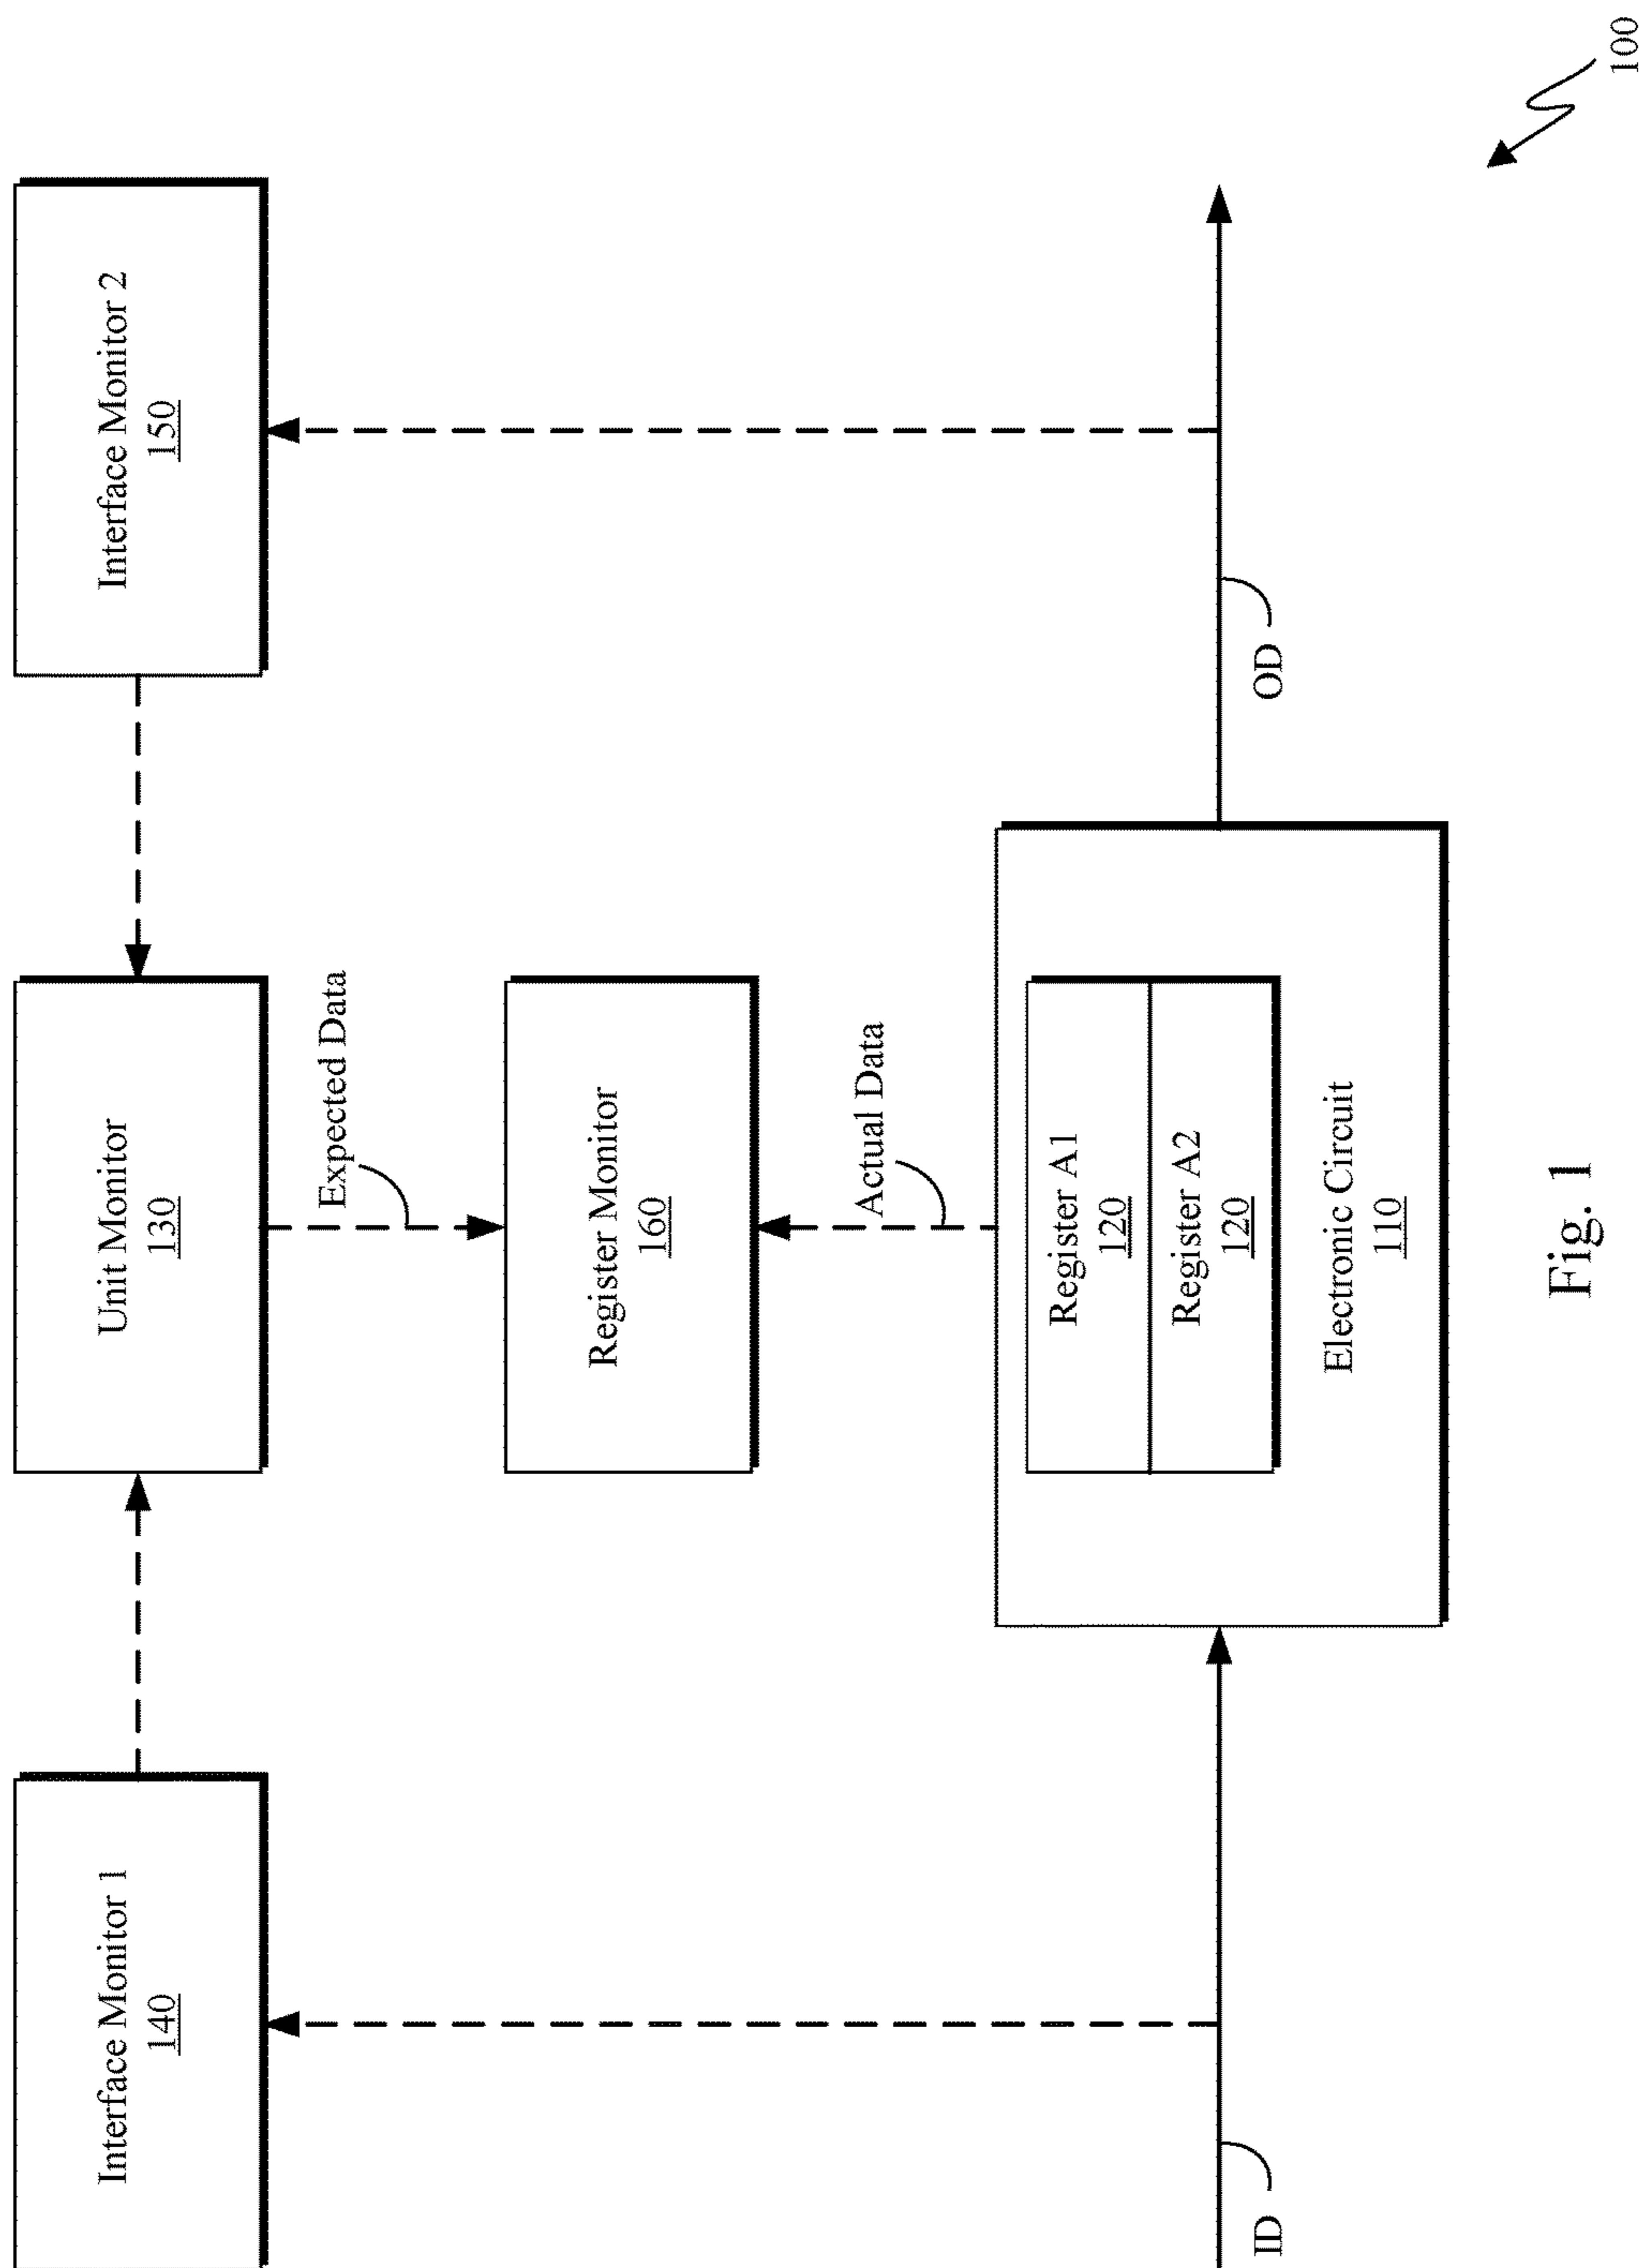 Interface Monitor 1
140
Unit Monitor
130
Interface Monitor 2
150
Expected Data
Register Monitor
160
Actual Data
Register A1
120
Register A2
120
Electronic Circuit
110
ID
OD
100
Fig. 1